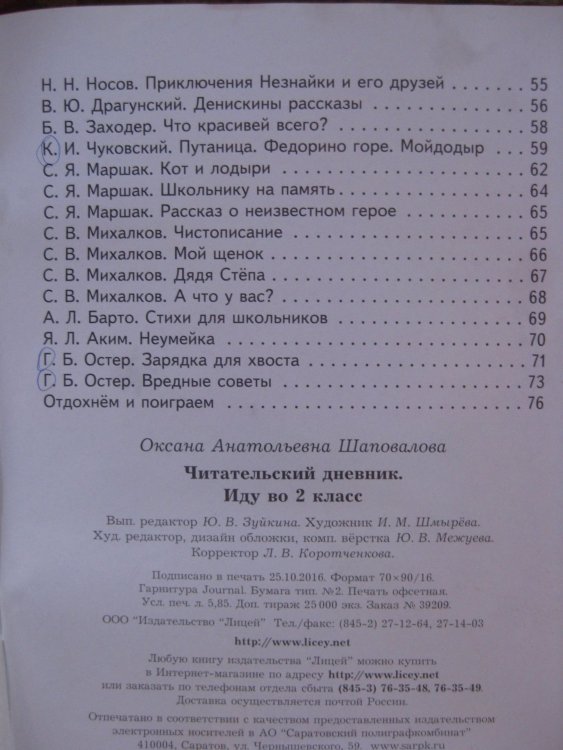 Н. Н. Носов. Приключения Незнайки и его друзей ............ 55
В. Ю. Драгунский. Денискины рассказы ................... 56
Б. В. Заходер. Что красивей всего? ...................... 58
К. И. Чуковский. Путаница. Федорино горе. Мойдодыр .... 59
С. Я. Маршак. Кот и лодыри ........................... 62
С. Я. Маршак. Школьнику на память ..................... 64
С. Я. Маршак. Рассказ о неизвестном герое ............... 65
С. В. Михалков. Чистописание .......................... 65
С. В. Михалков. Мой щенок ............................ 66
С. В. Михалков. Дядя Стёпа ............................ 67
С. В. Михалков. А что у вас? ........................... 68
А. Л. Барто. Стихи для школьников ...................... 69
Я. Л. Аким. Неумейка ................................. 70
Г. Б. Остер. Зарядка для хвоста ......................... 71
Г. Б. Остер. Вредные советы ............................ 73
Отдохнём и поиграем .................................. 76
Оксана Анатольевна Шаповалова
Читательский дневник.
Иду во 2 класс
Вып. редактор Ю. В. Зуйкина. Художник И. М. Шмырёва.
Худ. редактор, дизайн обложки, комп. вёрстка Ю. В. Межуева.
Корректор Л. В. Коротченкова.
Подписано в печать 25.10.2016. Формат 70×90/16.
Гарнитура Journal. Бумага тип. №2. Печать офсетная.
Усл. печ. л. 5,85. Доп. тираж 25 000 экз. Заказ № 39209.
ООО "Издательство "Лицей" Тел./факс: (845-2) 27-12-64, 27-14-03
http://www.licey.net
Любую книгу издательства "Лицей" можно купить
в Интернет-магазине по адресу http://www.licey.net
или заказать по телефонам отдела сбыта (845-3) 76-35-48, 76-35-49.
Доставка осуществляется почтой России.
Отпечатано в соответствии с качеством предоставленных издательством
электронных носителей в АО "Саратовский полиграфкомбинат"
410004, Саратов, ул. Чернышевского, 59. www.sarpk.ru